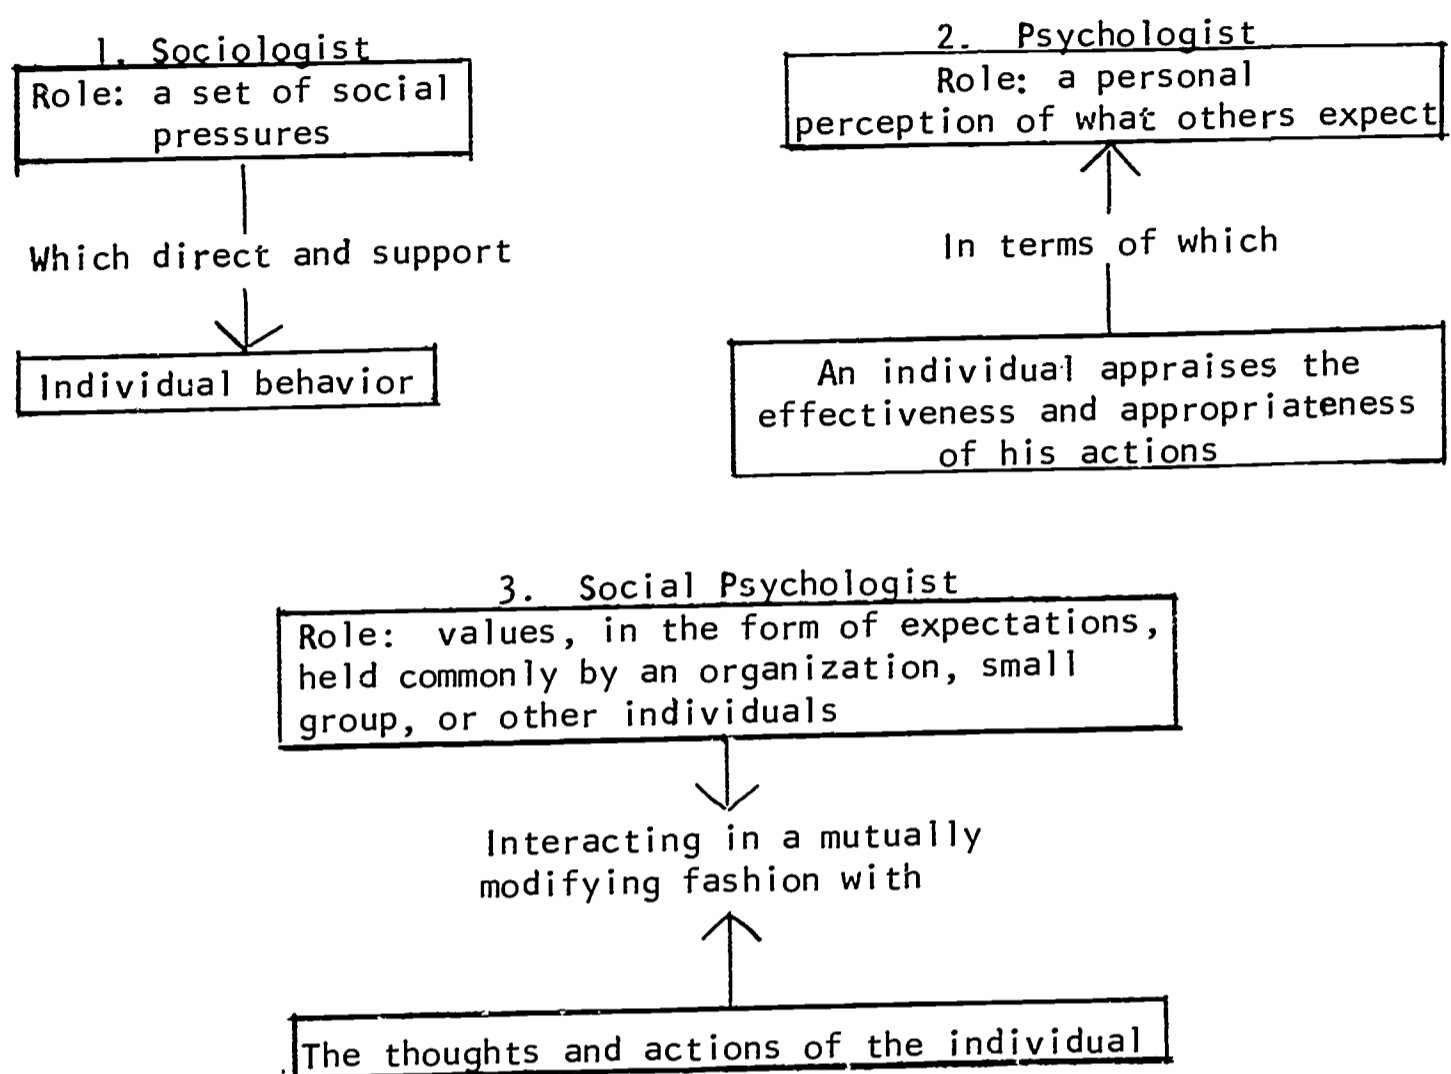 1. Sociologist
Role: a set of social
pressures
Which direct and support
Individual behavior
2. Psychologist
Role: a personal
perception of what others expect
In terms of which
An individual appraises the
effectiveness and appropriateness
of his actions
3. Social Psychologist
Role: values, in the form of expectations,
held commonly by an organization, small
group, or other individuals
Interacting in a mutually
modifying fashion with
The thoughts and actions of the individual